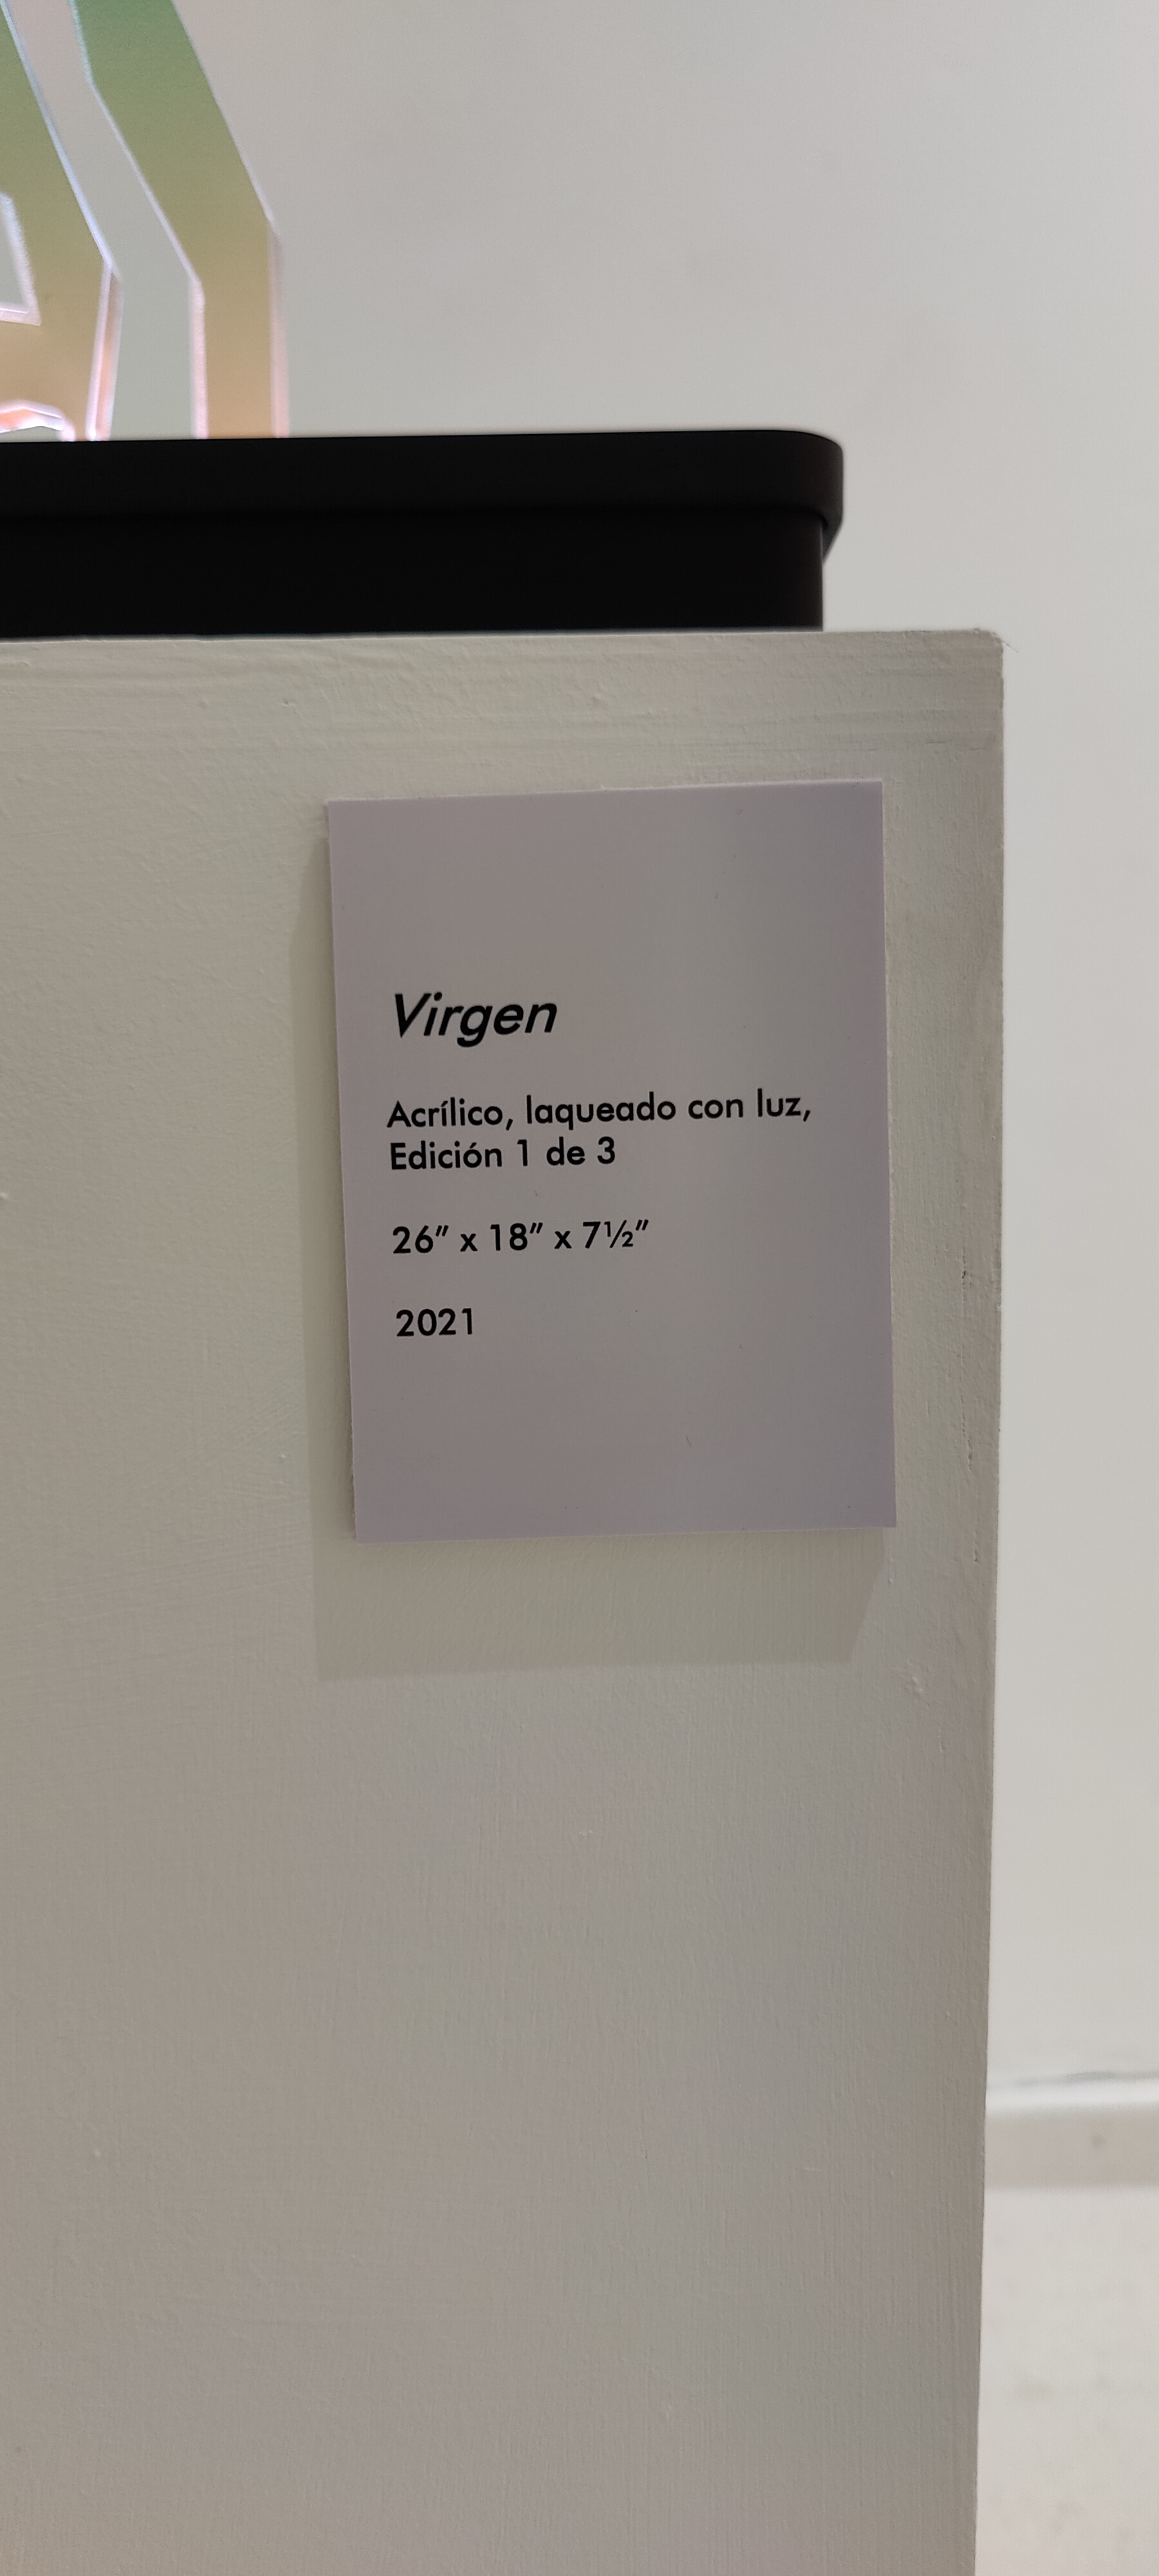 Virgen
Acrílico, laqueado con luz,
Edición 1 de 3
26" x 18" x 7½"
2021